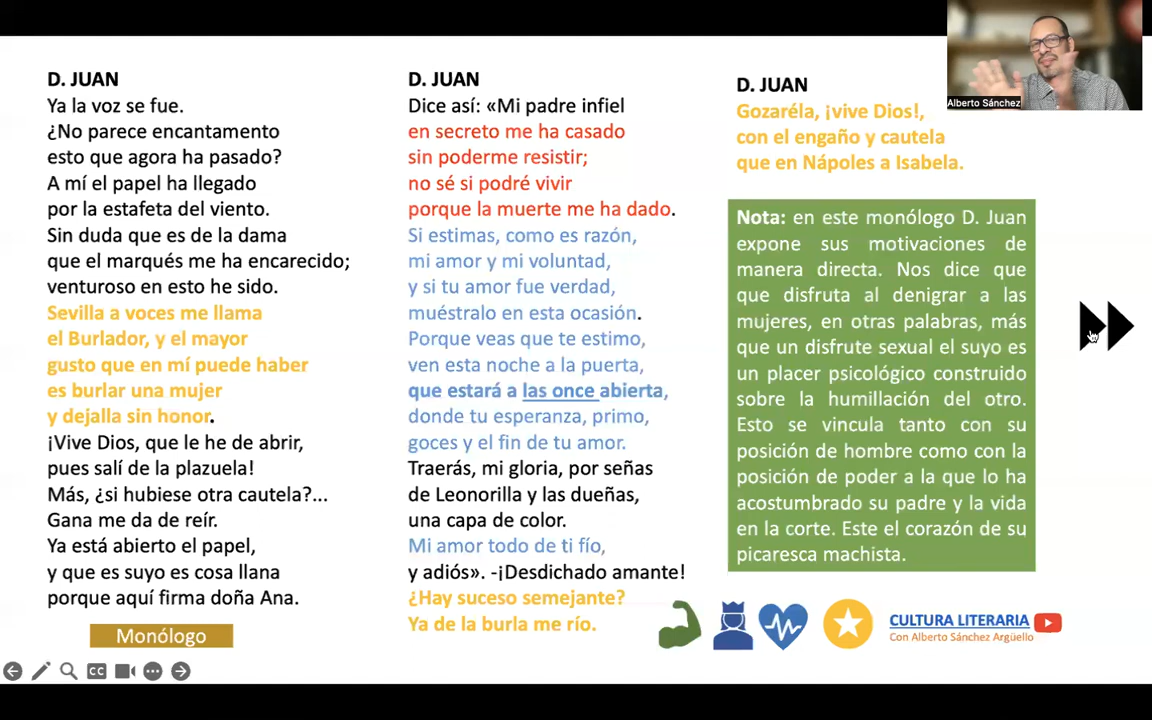 D. JUAN
Ya la voz se fue.
¿No parece encantamento
esto que agora ha pasado?
A mí el papel ha llegado
por la estafeta del viento.
Sin duda que es de la dama
que el marqués me ha encarecido;
venturoso en esto he sido.
Sevilla a voces me llama
el Burlador, y el mayor
gusto que en mí puede haber
es burlar una mujer
y dejalla sin honor.
¡Vive Dios, que le he de abrir,
pues salí de la plazuela!
Más, ¿si hubiese otra cautela?...
Gana me da de reír.
Ya está abierto el papel,
y que es suyo es cosa llana
porque aquí firma doña Ana.
Monólogo
D. JUAN
Dice así: «Mi padre infiel
en secreto me ha casado
sin poderme resistir;
no sé si podré vivir
porque la muerte me ha dado.
Si estimas, como es razón,
mi amor y mi voluntad,
y si tu amor fue verdad,
muéstralo en esta ocasión.
Porque veas que te estimo,
ven esta noche a la puerta,
que estará a las once abierta,
donde tu esperanza, primo,
goces y el fin de tu amor.
Traerás, mi gloria, por señas
de Leonorilla y las dueñas,
una capa de color.
Mi amor todo de ti fío,
y adiós». -¡Desdichado amante!
¿Hay suceso semejante?
Ya de la burla me río.
D. JUAN
Gozaréla, ¡vive Dios!,
con el engaño y cautela
que en Nápoles a Isabela.
Nota: en este monólogo D. Juan
expone sus motivaciones de
manera directa. Nos dice que
que disfruta al denigrar a las
mujeres, en otras palabras, más
que un disfrute sexual el suyo es
un placer psicológico construido
sobre la humillación del otro.
Esto se vincula tanto con su
posición de hombre como con la
posición de poder a la que lo ha
acostumbrado su padre y la vida
en la corte. Este el corazón de su
picaresca machista.
CULTURA LITERARIA
Con Alberto Sánchez Argüello
Alberto Sánchez
CC